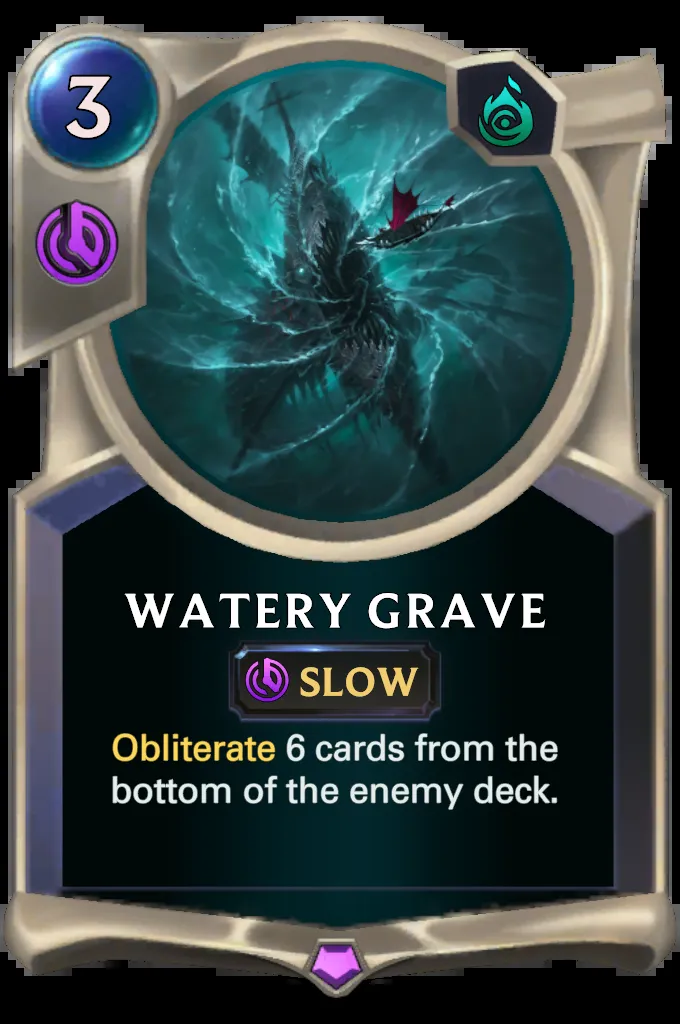 3
WATERY GRAVE
SLOW
Obliterate 6 cards from the
bottom of the enemy deck.